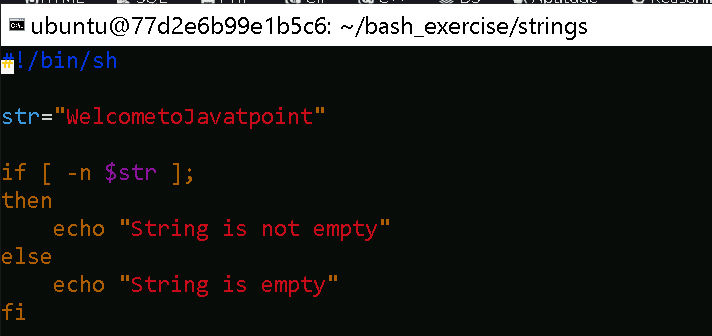 ubuntu@77d2e6b99e1b5c6: ~/bash_exercise/strings
#!/bin/sh
str="WelcometoJavatpoint"
if [ -n $str ];
then
    echo "String is not empty"
else
    echo "String is empty"
fi